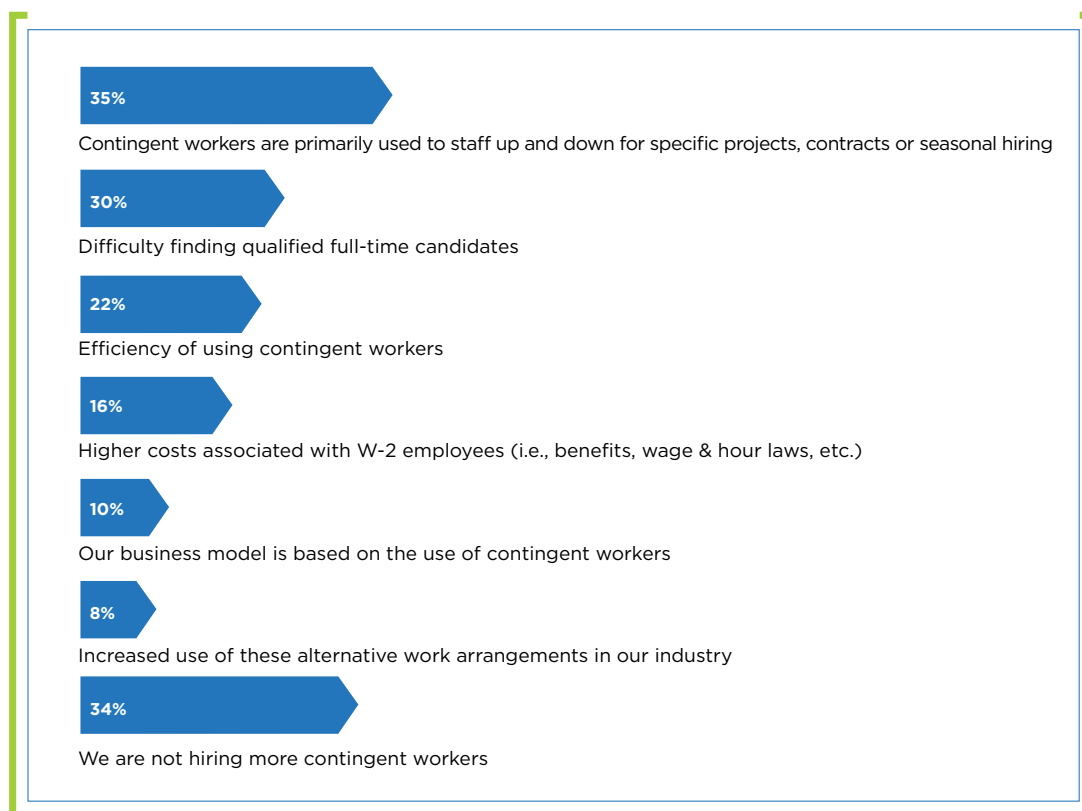 35%
Contingent workers are primarily used to staff up and down for specific projects, contracts or seasonal hiring
30%
Difficulty finding qualified full-time candidates
22%
Efficiency of using contingent workers
16%
Higher costs associated with W-2 employees (i.e., benefits, wage & hour laws, etc.)
10%
Our business model is based on the use of contingent workers
8%
Increased use of these alternative work arrangements in our industry
34%
We are not hiring more contingent workers